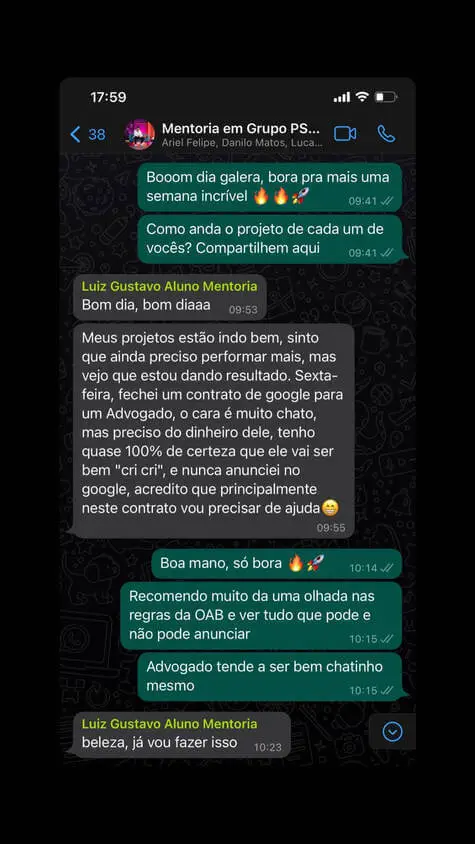 17:59
38
Mentoria em Grupo PS...
Ariel Felipe, Danilo Matos, Luca...
Booom dia galera, bora pra mais uma
semana incrível 🔥🔥🚀
09:41
Como anda o projeto de cada um de
vocês? Compartilhem aqui
09:41
Luiz Gustavo Aluno Mentoria
Bom dia, bom diaaa
09:53
Meus projetos estão indo bem, sinto
que ainda preciso performar mais, mas
vejo que estou dando resultado. Sexta-
feira, fechei um contrato de google para
um Advogado, o cara é muito chato,
mas preciso do dinheiro dele, tenho
quase 100% de certeza que ele vai ser
bem "cri cri", e nunca anunciei no
google, acredito que principalmente
neste contrato vou precisar de ajuda😁
09:55
Boa mano, só bora 🔥🚀
10:14
Recomendo muito da uma olhada nas
regras da OAB e ver tudo que pode e
não pode anunciar
10:15
Advogado tende a ser bem chatinho
mesmo
10:15
Luiz Gustavo Aluno Mentoria
beleza, já vou fazer isso
10:23